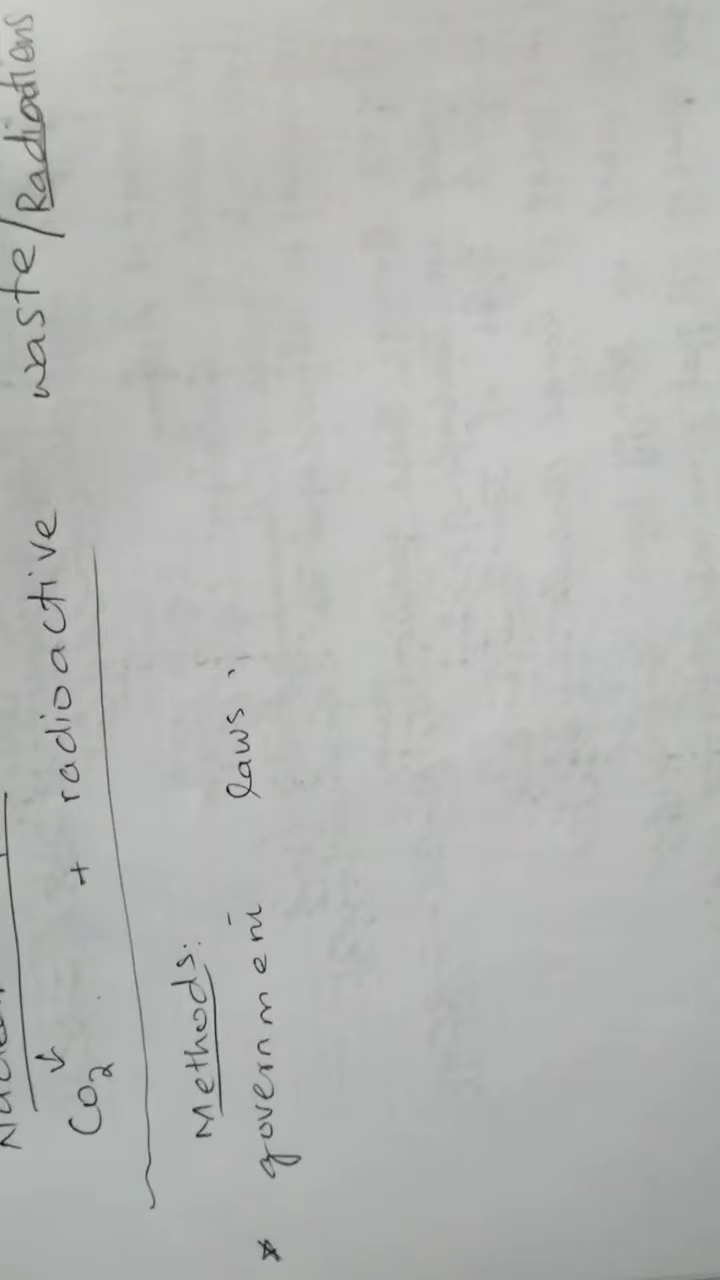 CO2 + radioactive waste/Radiations
Methods:
* government laws;